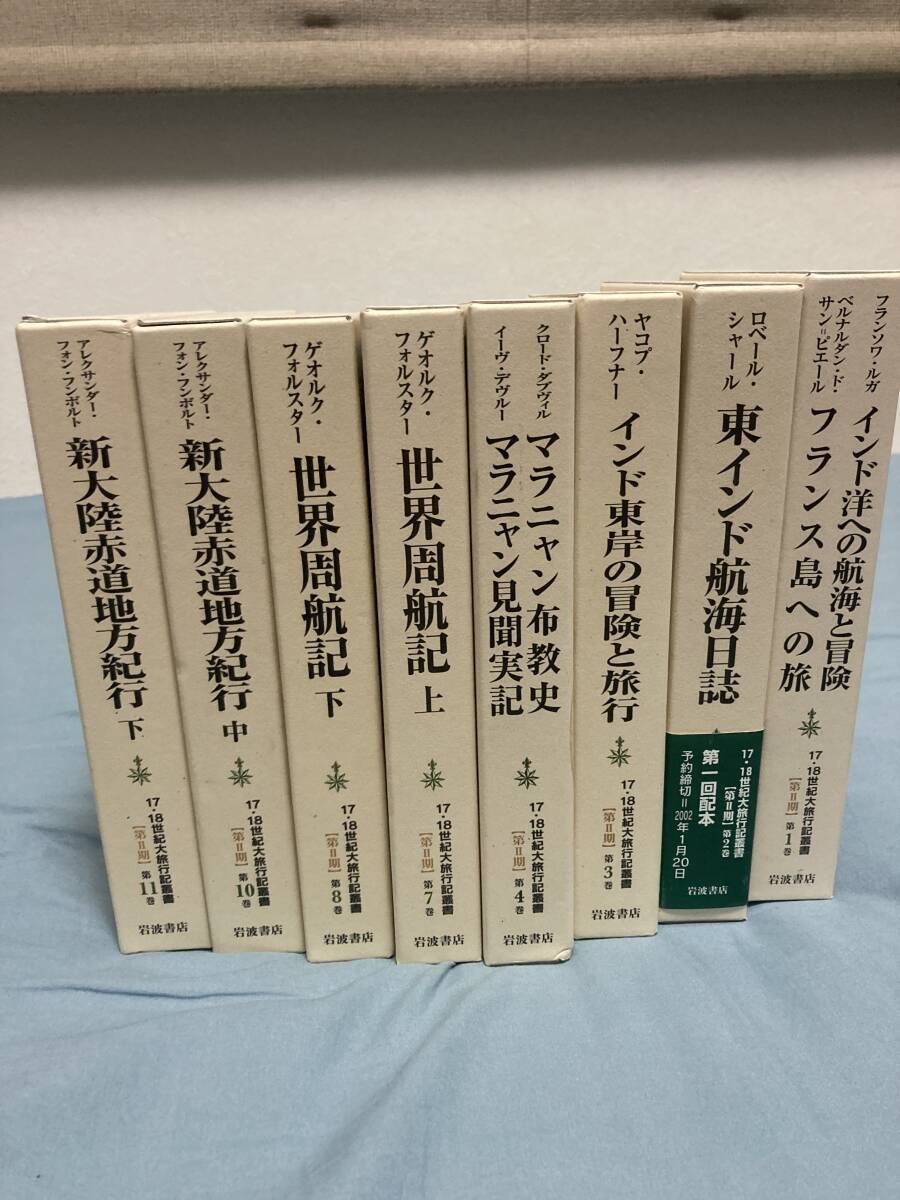 フランソワ・ルガ
ベルナルダン・ド・
サン=ピエール
インド洋への航海と冒険
フランス島への旅
17・18世紀大旅行記叢書
【第II期】第1巻
岩波書店
ロベール・
シャール
東インド航海日誌
17・18世紀大旅行記叢書
【第II期】第2巻
第一回配本
予約締切=2002年1月20日
岩波書店
ヤコプ・
ハーフナー
インド東岸の冒険と旅行
17・18世紀大旅行記叢書
【第II期】第3巻
岩波書店
クロード・ダブヴィル
イーヴ・デヴルー
マラニャン布教史
マラニャン見聞実記
17・18世紀大旅行記叢書
【第II期】第4巻
岩波書店
ゲオルク・
フォルスター
世界周航記 上
17・18世紀大旅行記叢書
【第II期】第7巻
岩波書店
ゲオルク・
フォルスター
世界周航記 下
17・18世紀大旅行記叢書
【第II期】第8巻
岩波書店
アレクサンダー・
フォン・フンボルト
新大陸赤道地方紀行 中
17・18世紀大旅行記叢書
【第II期】第10巻
岩波書店
アレクサンダー・
フォン・フンボルト
新大陸赤道地方紀行 下
17・18世紀大旅行記叢書
【第II期】第11巻
岩波書店